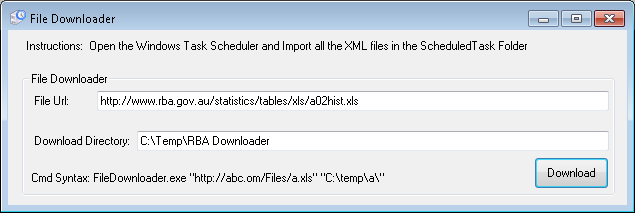 File Downloader
Instructions: Open the Windows Task Scheduler and Import all the XML files in the ScheduledTask Folder
File Downloader
File Url: http://www.rba.gov.au/statistics/tables/xls/a02hist.xls
Download Directory: C:\Temp\RBA Downloader
Cmd Syntax: FileDownloader.exe "http://abc.om/Files/a.xls" "C:\temp\a\"
Download